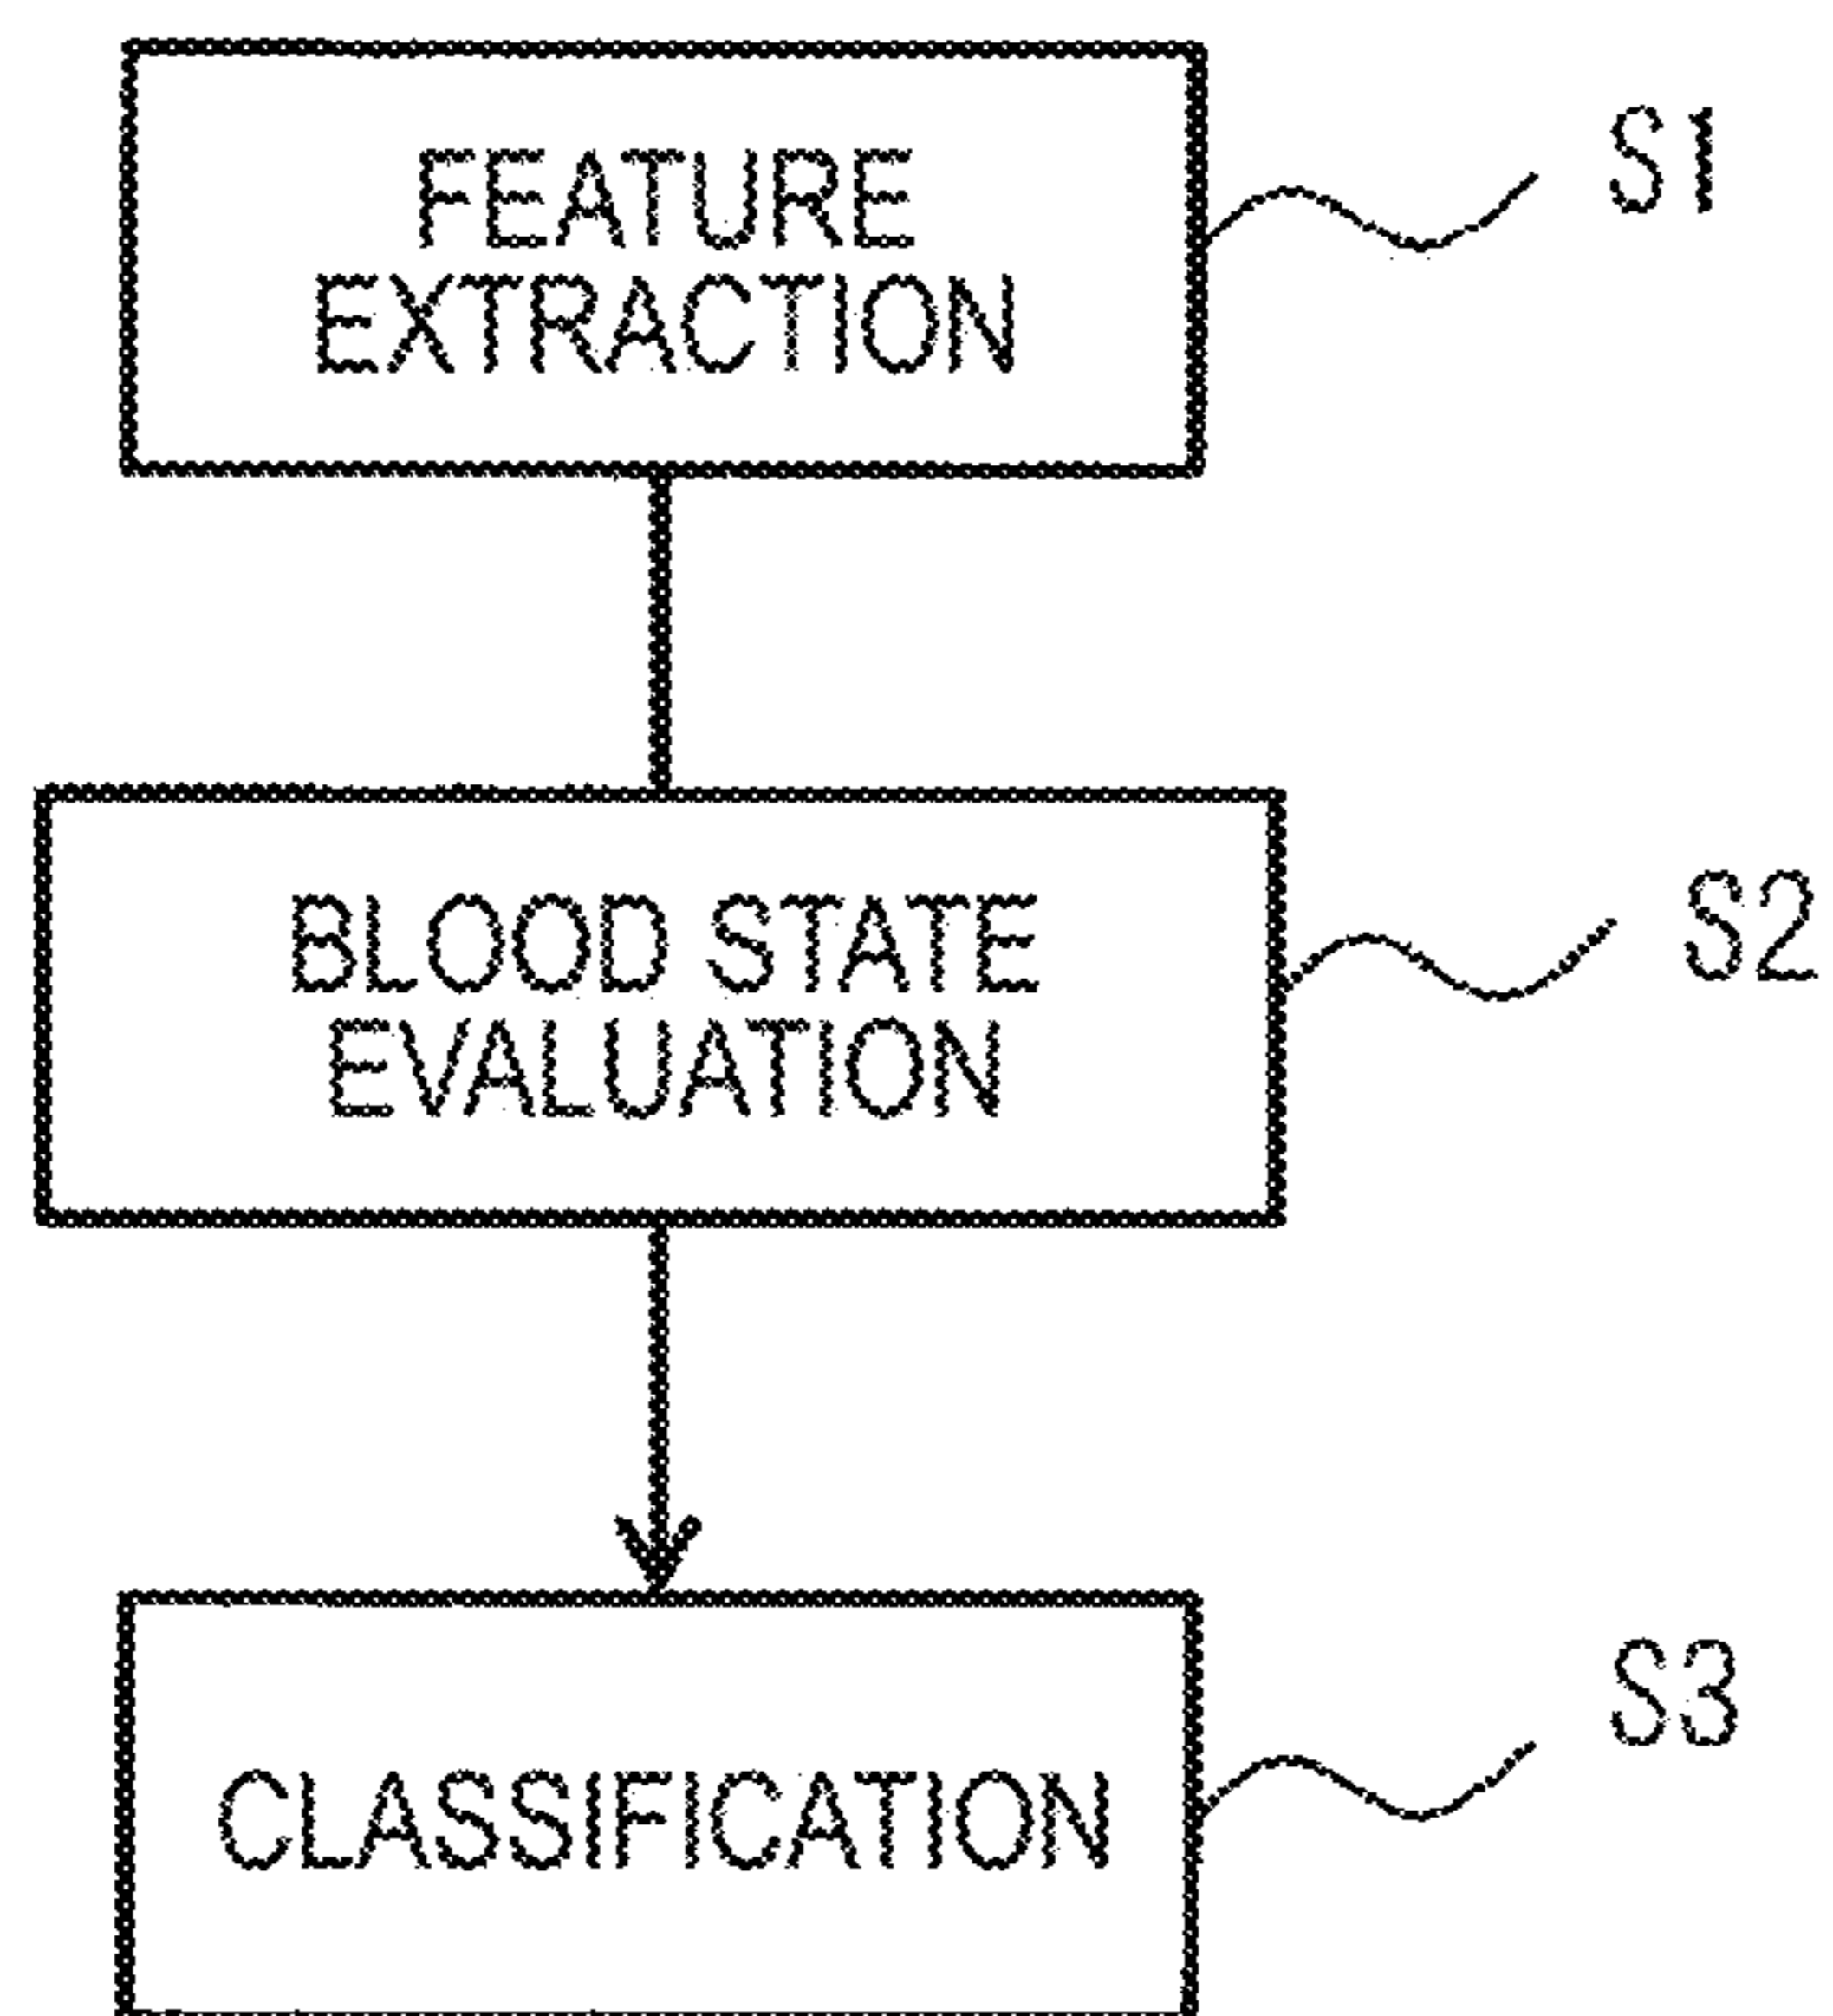 FEATURE
EXTRACTION
S1
BLOOD STATE
EVALUATION
S2
CLASSIFICATION
S3